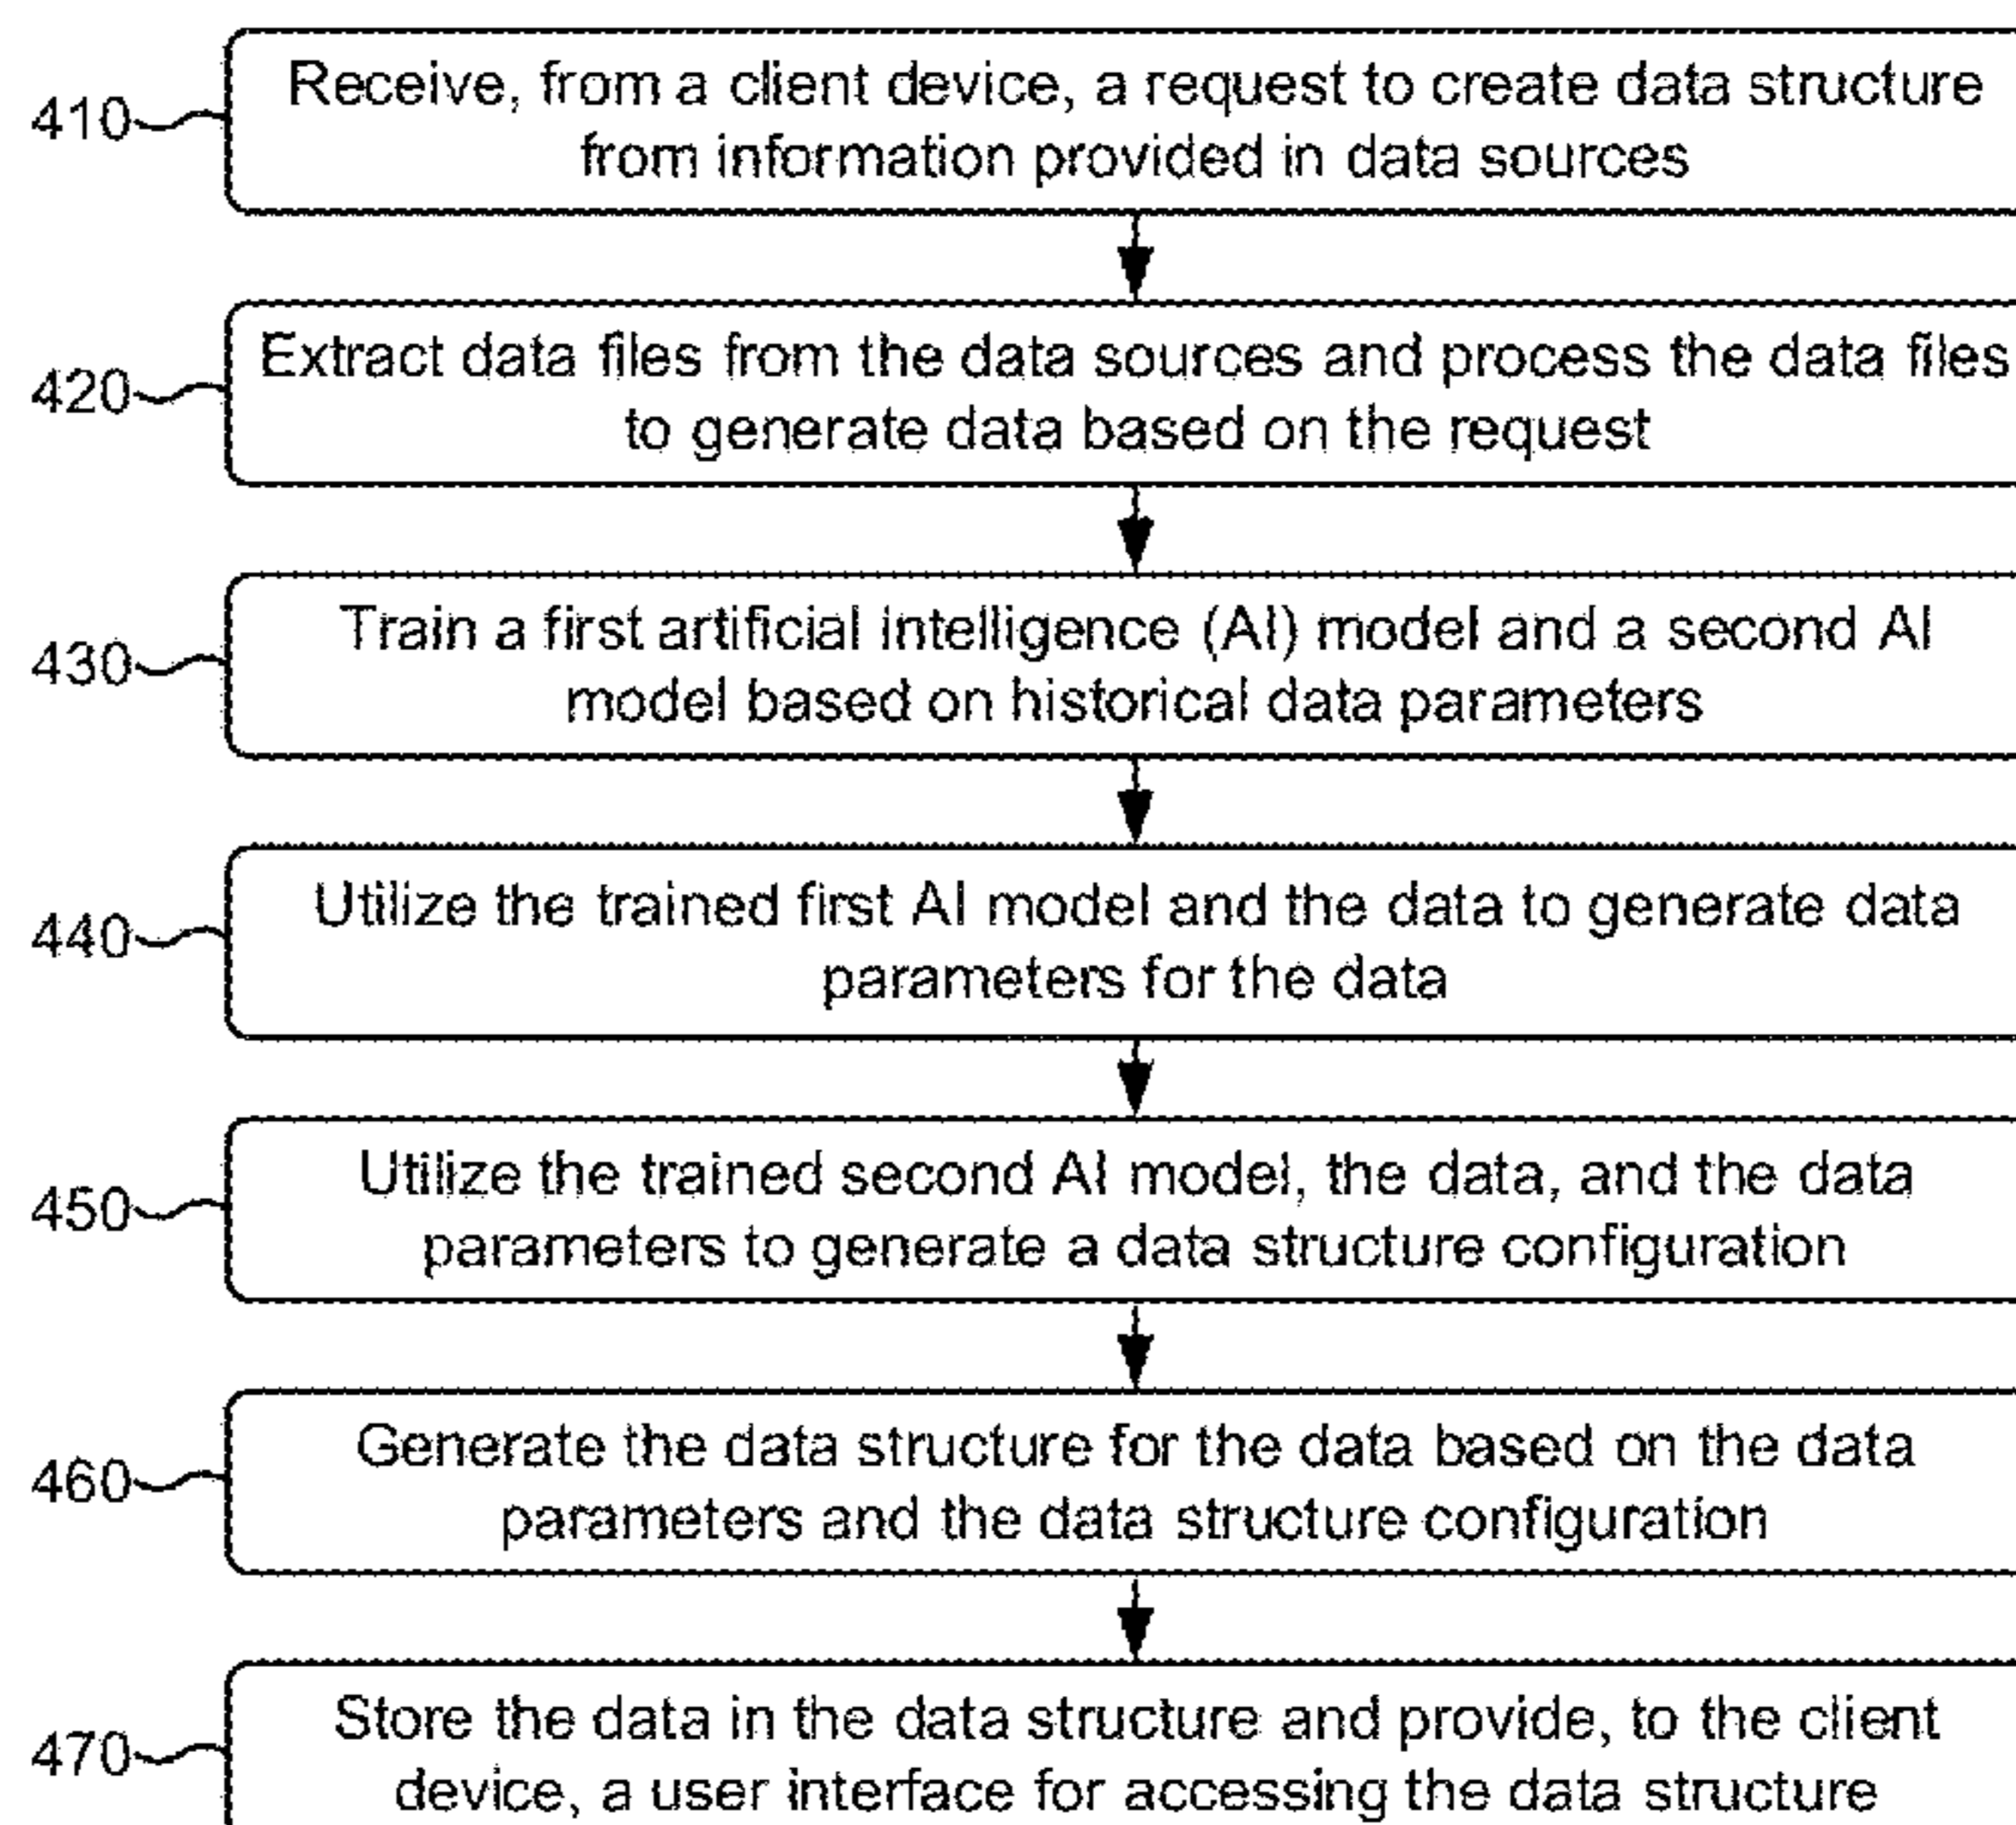 410
Receive, from a client device, a request to create data structure
from information provided in data sources
420
Extract data files from the data sources and process the data files
to generate data based on the request
430
Train a first artificial intelligence (AI) model and a second AI
model based on historical data parameters
440
Utilize the trained first AI model and the data to generate data
parameters for the data
450
Utilize the trained second AI model, the data, and the data
parameters to generate a data structure configuration
460
Generate the data structure for the data based on the data
parameters and the data structure configuration
470
Store the data in the data structure and provide, to the client
device, a user interface for accessing the data structure